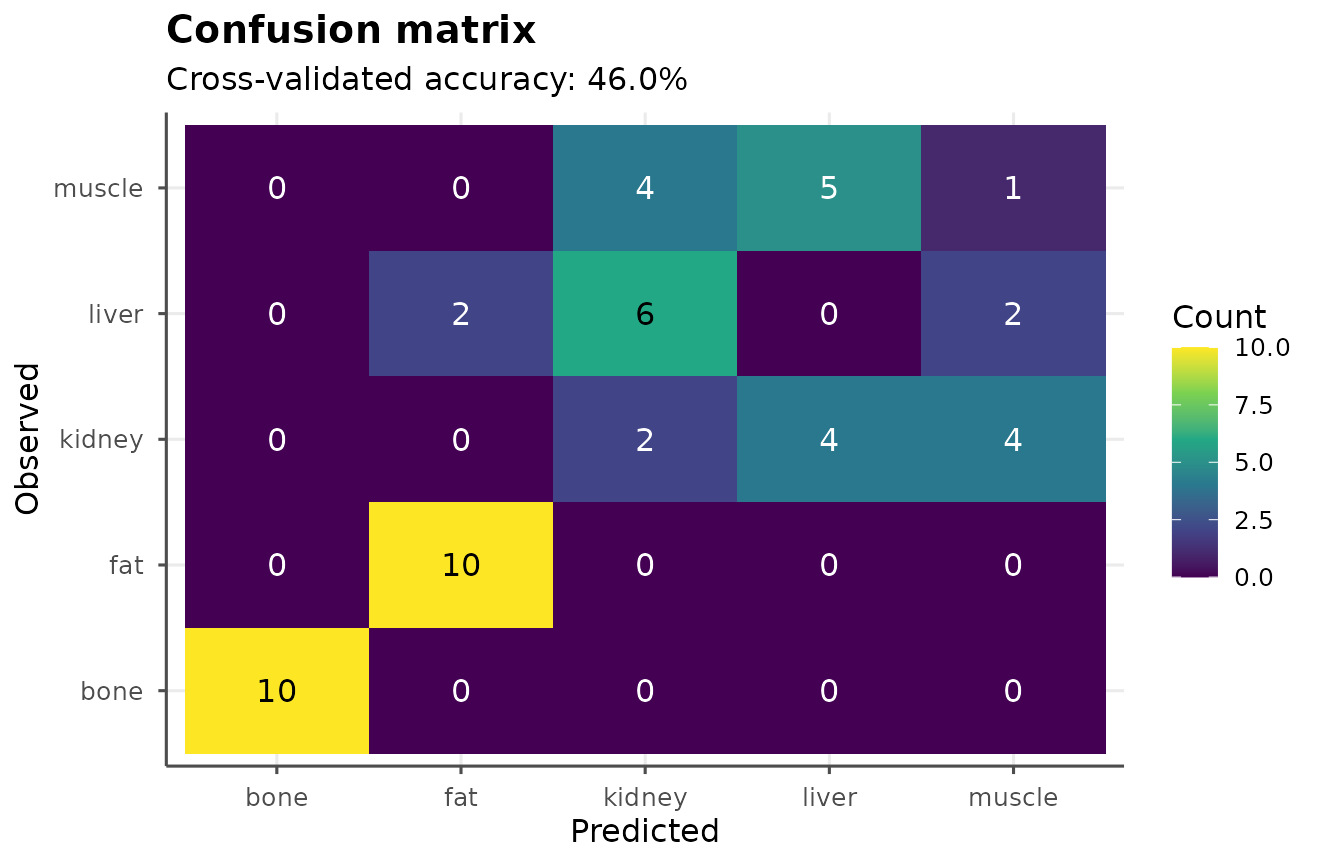 Confusion matrix
Cross-validated accuracy: 46.0%
Observed
muscle 0 0 4 5 1
liver 0 2 6 0 2
kidney 0 0 2 4 4
fat 0 10 0 0 0
bone 10 0 0 0 0
bone fat kidney liver muscle
Predicted
Count
10.0
7.5
5.0
2.5
0.0